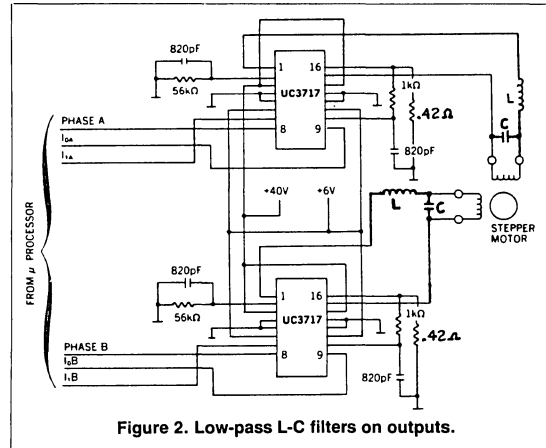 820pF
56kΩ
1 16
UC3717
8 9
1kΩ
.42Ω
820pF
L
C
PHASE A
I₀ₐ
I₁ₐ
FROM µ PROCESSOR
+40V +6V
L
C
STEPPER
MOTOR
820pF
56kΩ
1 16
UC3717
8 9
1kΩ
.42Ω
820pF
PHASE B
I₀B
I₁B
Figure 2. Low-pass L-C filters on outputs.